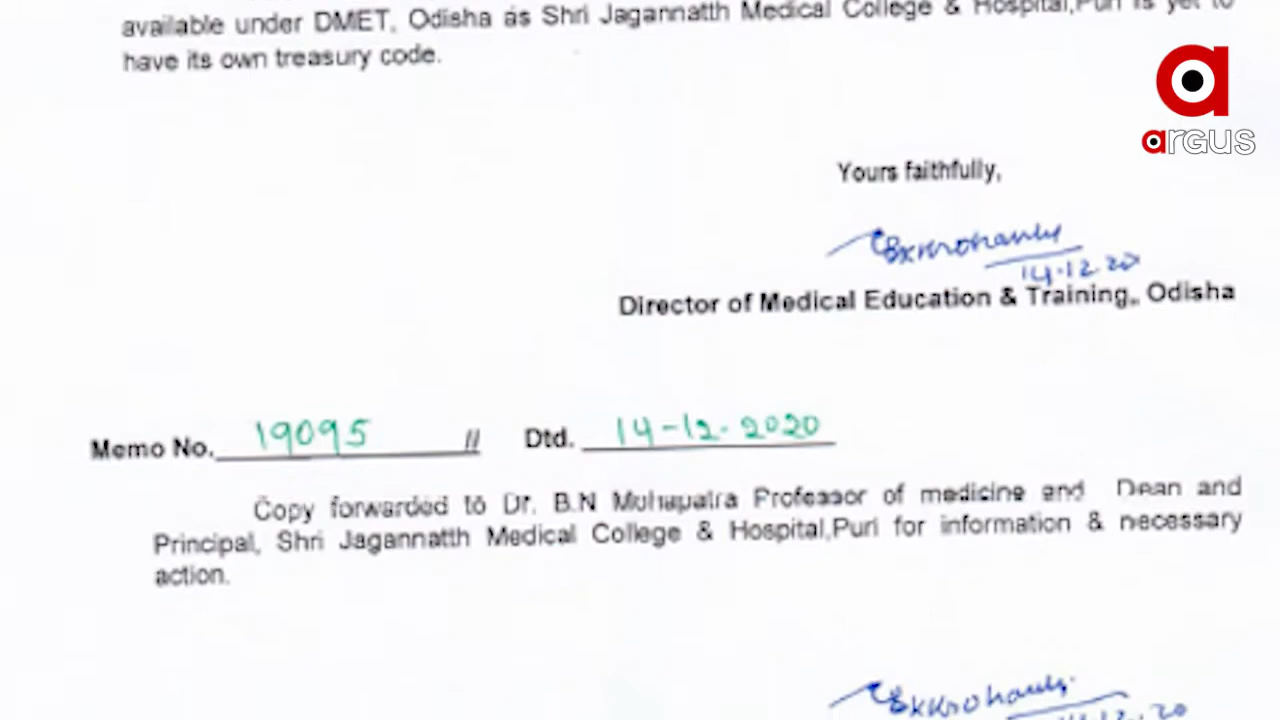 available under DMET, Odisha as Shri Jagannatth Medical College & Hospital,Puri is yet to
have its own treasury code.
argus
Yours faithfully,
14.12.20
Director of Medical Education & Training, Odisha
Memo No. 19095 // Dtd. 14-12-2020
Copy forwarded to Dr. B.N Mohapatra Professor of medicine and Dean and
Principal, Shri Jagannatth Medical College & Hospital,Puri for information & necessary
action.
14.12.20